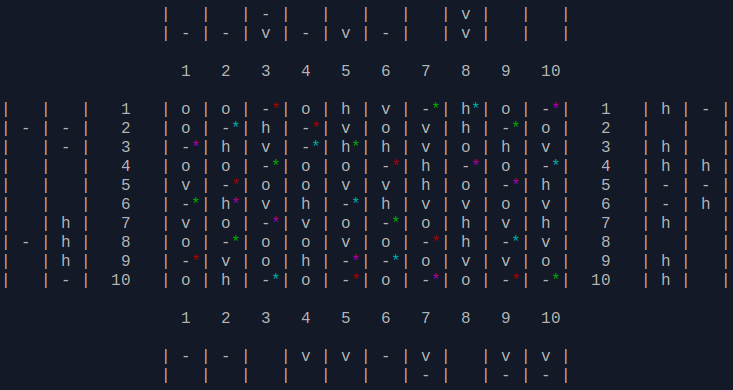 |   |   | - |   |   |   |   | v |   |   |
| - | - | v | - | v | - |   | v |   |   |
1   2   3   4   5   6   7   8   9   10
|   |   |   1   | o | o | -*| o | h | v | -*| h*| o | -*|   1   | h | - |
| - | - |   2   | o | -*| h | -*| v | o | v | h | -*| o |   2   |   |   |
|   | - |   3   | -*| h | v | -*| h*| h | v | o | h | v |   3   | h |   |
|   |   |   4   | o | o | -*| o | o | -*| h | -*| o | -*|   4   | h | h |
|   |   |   5   | v | -*| o | o | v | v | h | o | -*| h |   5   | - | - |
|   |   |   6   | -*| h*| v | h | -*| h | v | v | o | v |   6   | - | h |
|   | h |   7   | v | o | -*| v | o | -*| o | h | v | h |   7   | h |   |
| - | h |   8   | o | -*| o | o | v | o | -*| h | -*| v |   8   |   |   |
|   | h |   9   | -*| v | o | h | -*| -*| o | v | v | o |   9   | h |   |
|   | - |  10   | o | h | -*| o | -*| o | -*| o | -*| -*|  10   | h |   |
1   2   3   4   5   6   7   8   9   10
| - | - |   | v | v | - | v |   | v | v |
|   |   |   |   |   |   | - |   | - | - |